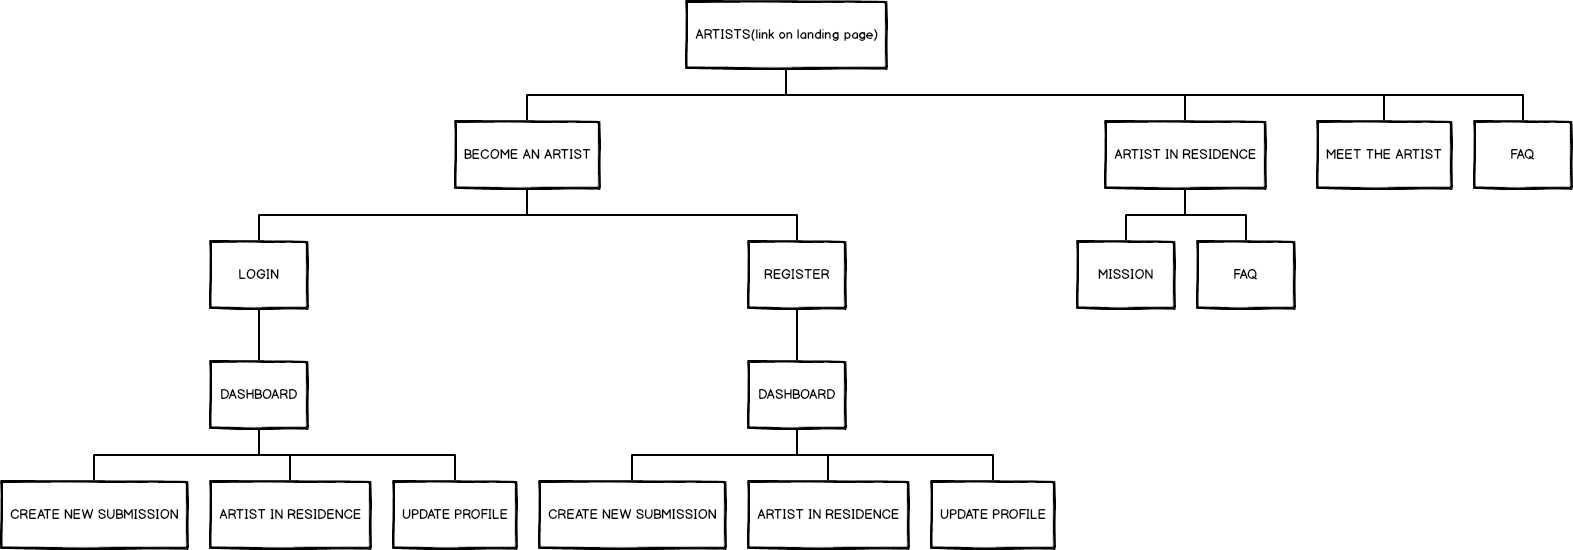 ARTISTS(link on landing page)
BECOME AN ARTIST
ARTIST IN RESIDENCE
MEET THE ARTIST
FAQ
LOGIN
REGISTER
MISSION
FAQ
DASHBOARD
DASHBOARD
CREATE NEW SUBMISSION
ARTIST IN RESIDENCE
UPDATE PROFILE
CREATE NEW SUBMISSION
ARTIST IN RESIDENCE
UPDATE PROFILE